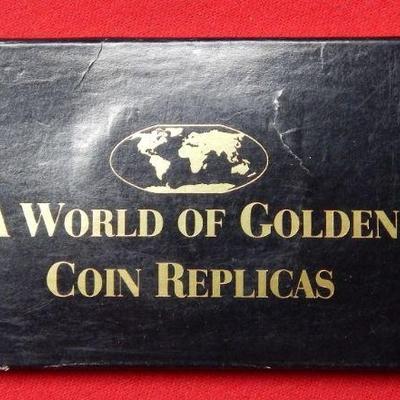 A WORLD OF GOLDEN
COIN REPLICAS